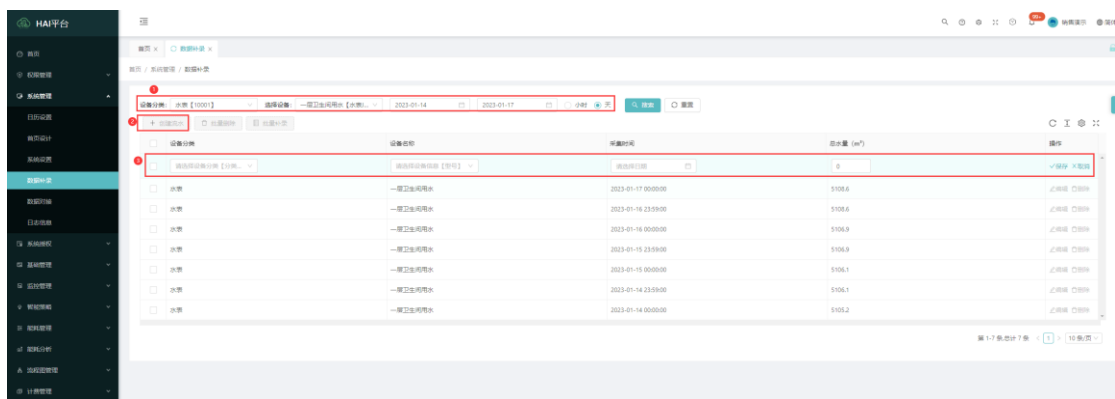 HAI平台
99+
销售演示
首页
权限管理
系统管理
日历设置
首页设计
系统设置
数据补录
数据对接
日志信息
系统授权
基础管理
监控管理
智能策略
能耗管理
能耗分析
流程图管理
计费管理
首页 x 数据补录 x
首页 / 系统管理 / 数据补录
1
设备分类: 水表【10001】 选择设备: 一层卫生间用水【水表(... 2023-01-14 2023-01-17 小时 天 搜索 重置
2
批量删除 批量补录
设备分类 设备名称 采集时间 总水量 (m³) 操作
3
请选择设备分类【分类... 请选择设备信息【型号】 请选择日期 0 保存 取消
水表 一层卫生间用水 2023-01-17 00:00:00 5108.6 编辑 删除
水表 一层卫生间用水 2023-01-16 23:59:00 5108.6 编辑 删除
水表 一层卫生间用水 2023-01-16 00:00:00 5106.9 编辑 删除
水表 一层卫生间用水 2023-01-15 23:59:00 5106.9 编辑 删除
水表 一层卫生间用水 2023-01-15 00:00:00 5106.1 编辑 删除
水表 一层卫生间用水 2023-01-14 23:59:00 5106.1 编辑 删除
水表 一层卫生间用水 2023-01-14 00:00:00 5105.2 编辑 删除
第 1-7 条,总计 7 条 < 1 > 10 条/页